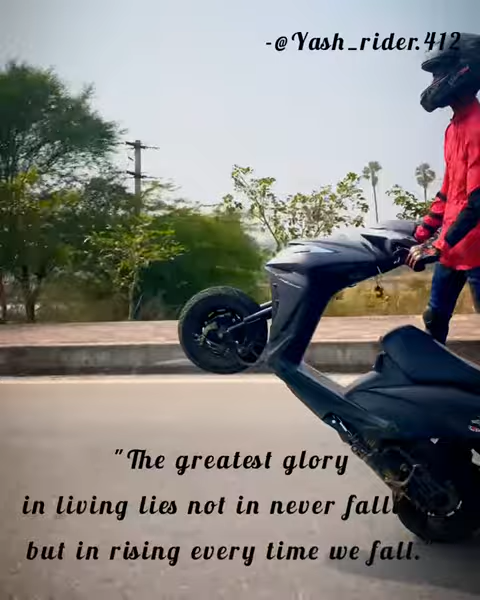 -@Yash_rider.412
"The greatest glory
in living lies not in never fall
but in rising every time we fall."